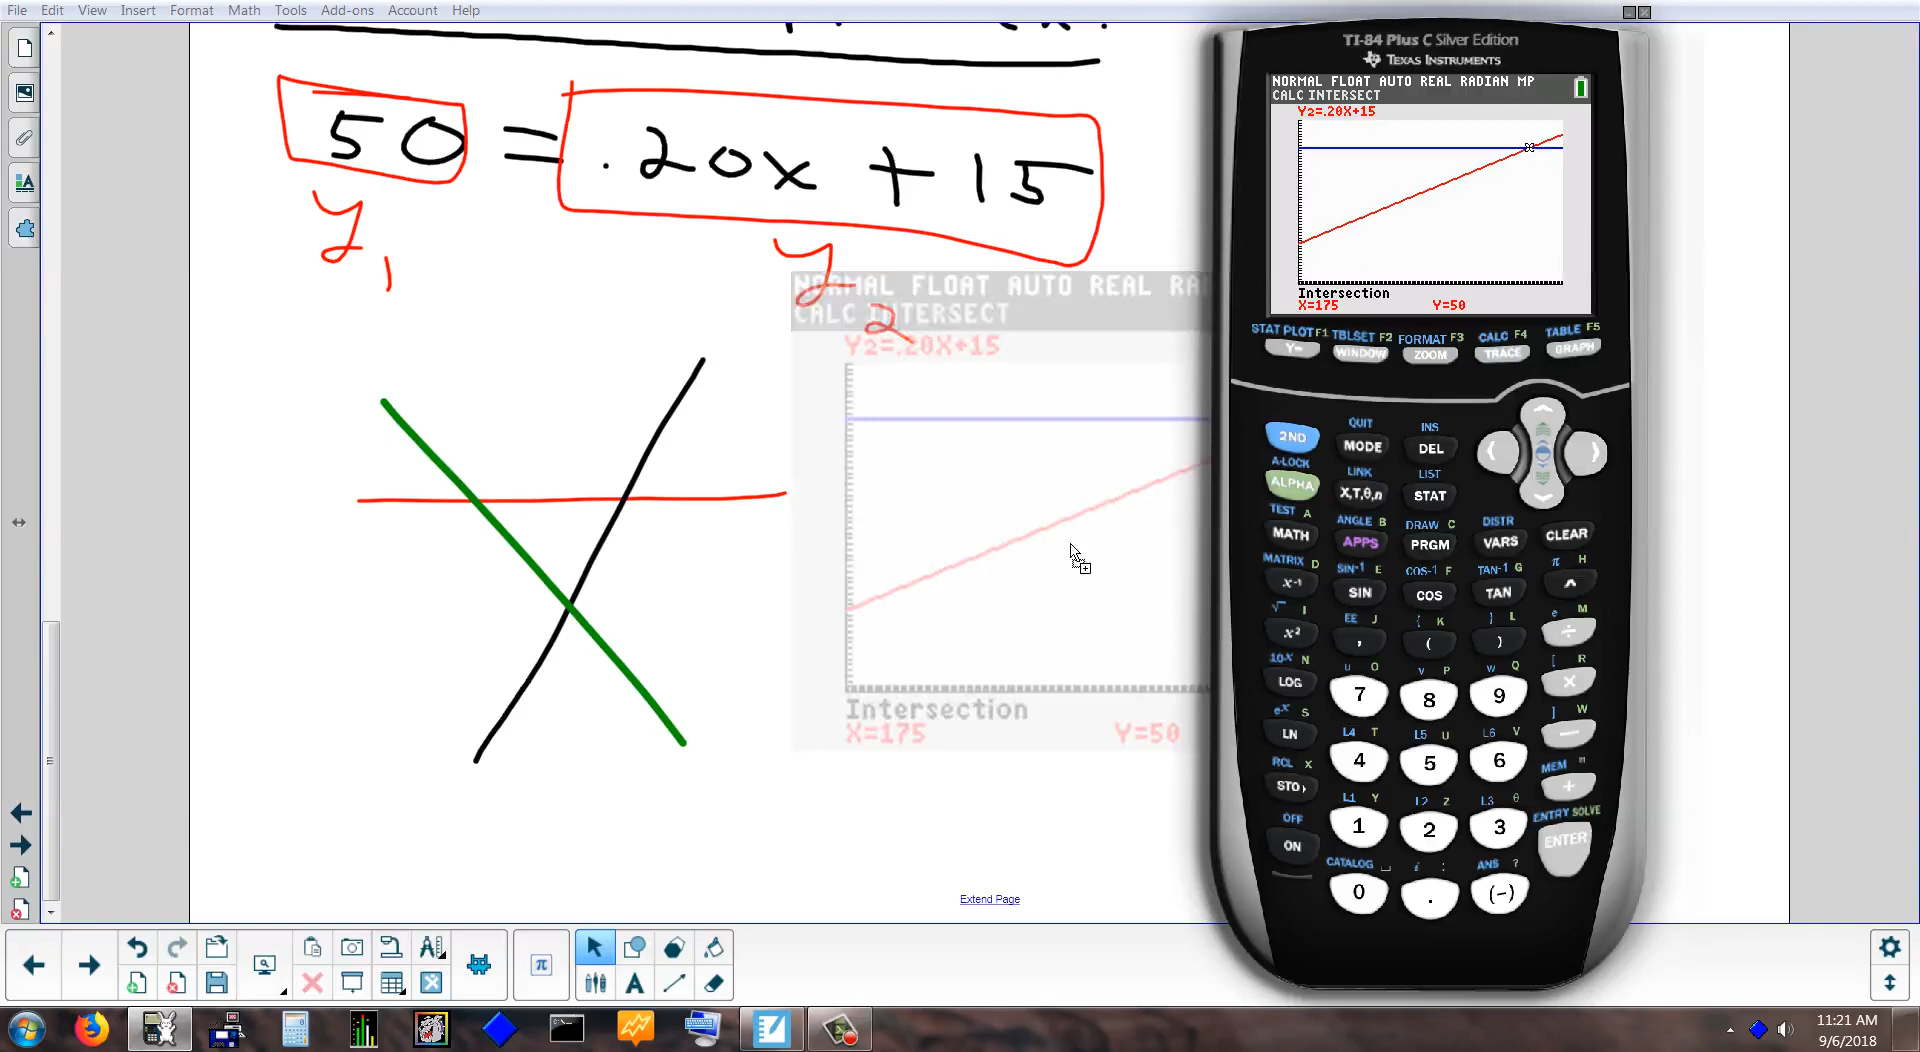 File Edit View Insert Format Math Tools Add-ons Account Help
50 = .20x + 15
y1
y2
NORMAL FLOAT AUTO REAL RA
CALC INTERSECT
Y2=.20X+15
Intersection
X=175 Y=50
Extend Page
TI-84 Plus C Silver Edition
TEXAS INSTRUMENTS
NORMAL FLOAT AUTO REAL RADIAN MP
CALC INTERSECT
Y2=.20X+15
Intersection
X=175 Y=50
STAT PLOT F1 TBLSET F2 FORMAT F3 CALC F4 TABLE F5
Y= WINDOW ZOOM TRACE GRAPH
QUIT INS
2ND MODE DEL
A-LOCK LINK LIST
ALPHA X,T,θ,n STAT
TEST A ANGLE B DRAW C DISTR
MATH APPS PRGM VARS CLEAR
MATRIX D SIN-1 E COS-1 F TAN-1 G π H
x-1 SIN COS TAN ^
√ I EE J { K } L e M
x2 , ( ) ÷
10x N u O v P w Q [ R
LOG 7 8 9 ×
ex S L4 T L5 U L6 V ] W
LN 4 5 6 −
RCL X L1 Y L2 Z L3 θ MEM "
STO▸ 1 2 3 +
OFF CATALOG ⎵ i : ANS ? ENTRY SOLVE
ON 0 . (-) ENTER
π
A
11:21 AM
9/6/2018